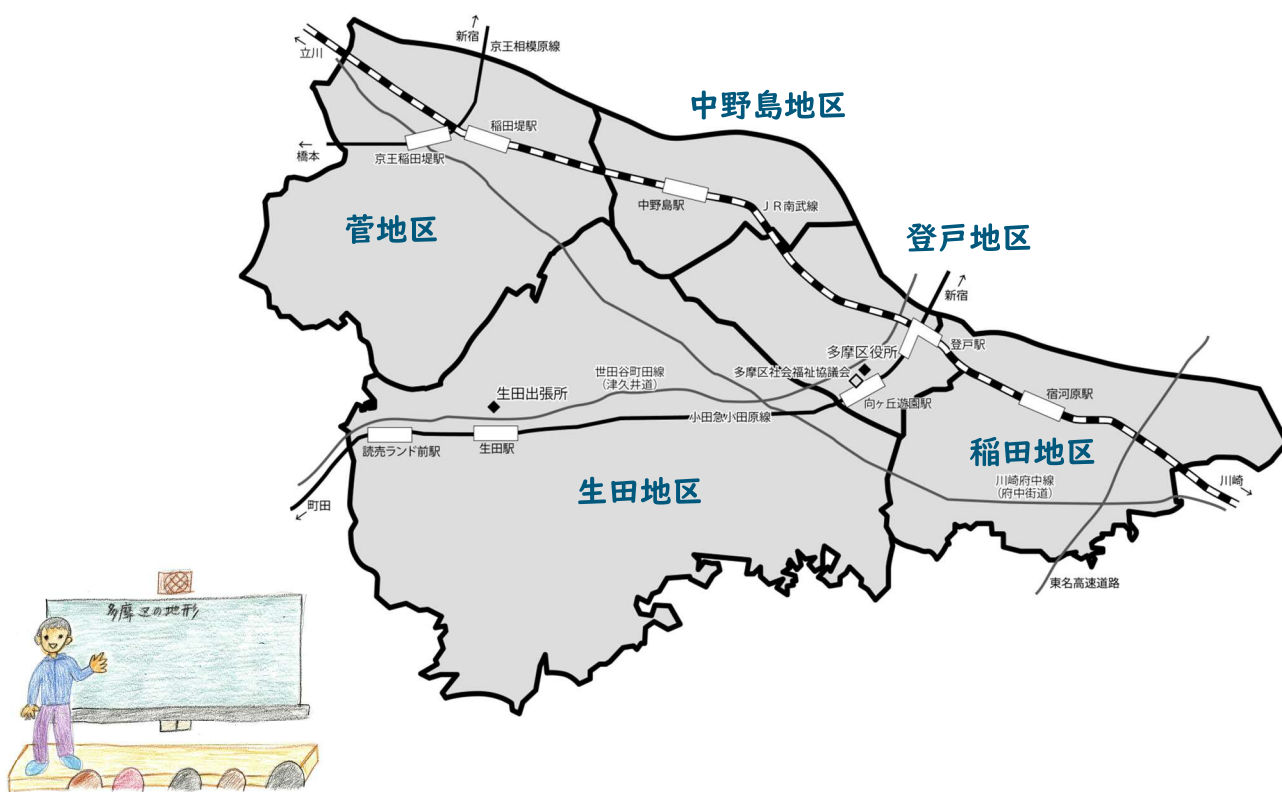 新宿
京王相模原線
立川
中野島地区
稲田堤駅
橋本
京王稲田堤駅
中野島駅
JR南武線
菅地区
登戸地区
新宿
登戸駅
多摩区役所
多摩区社会福祉協議会
世田谷町田線
(津久井道)
生田出張所
向ヶ丘遊園駅
宿河原駅
小田急小田原線
読売ランド前駅
生田駅
稲田地区
生田地区
川崎府中線
(府中街道)
川崎
町田
東名高速道路
多摩区の地形